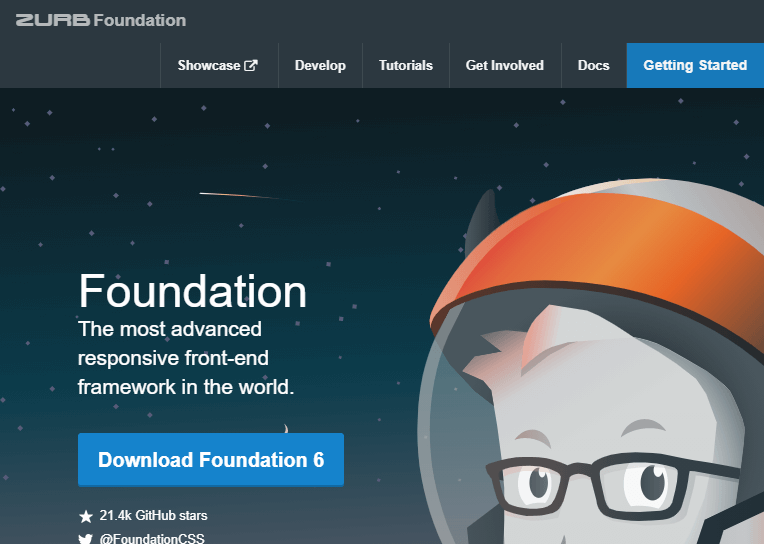 ZURB Foundation
Showcase Develop Tutorials Get Involved Docs Getting Started
Foundation
The most advanced
responsive front-end
framework in the world.
Download Foundation 6
21.4k GitHub stars
@FoundationCSS